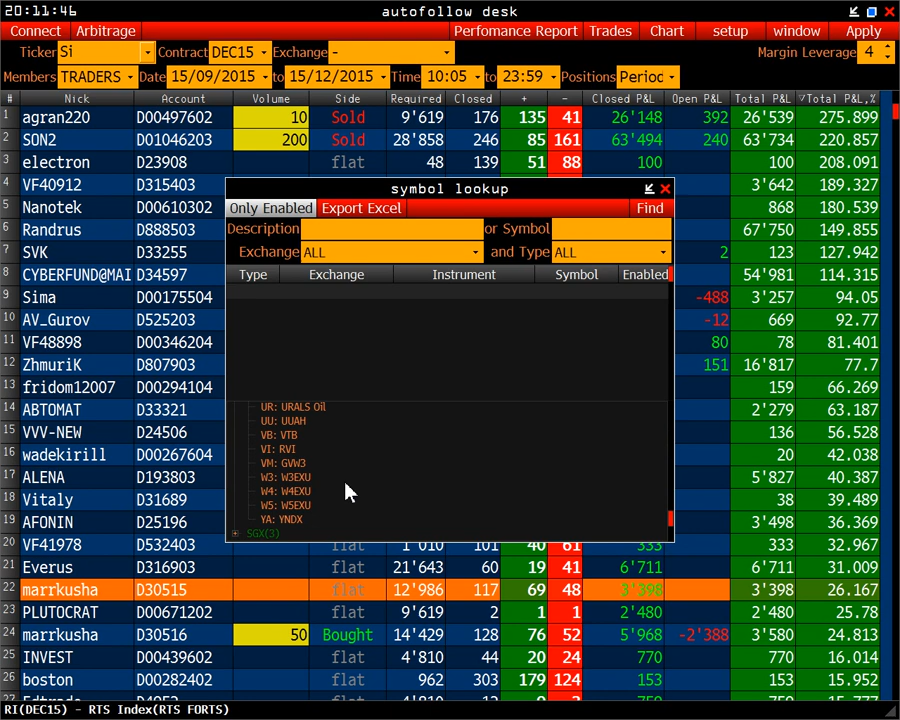 20:11:46 autofollow desk
Connect Arbitrage Perfomance Report Trades Chart setup window Apply
Ticker Si Contract DEC15 Exchange - Margin Leverage 4
Members TRADERS Date 15/09/2015 to 15/12/2015 Time 10:05 to 23:59 Positions Period
# Nick Account Volume Side Required Closed + - Closed P&L Open P&L Total P&L ▽Total P&L,%
1 agran220 D00497602 10 Sold 9'619 176 135 41 26'148 392 26'539 275.899
2 SON2 D01046203 200 Sold 28'858 246 85 161 63'494 240 63'734 220.857
3 electron D23908 flat 48 139 51 88 100 100 208.091
4 VF40912 D315403 3'642 189.327
5 Nanotek D00610302 868 180.539
6 Randrus D888503 67'750 149.855
7 SVK D33255 2 123 127.942
8 CYBERFUND@MAI D34597 54'981 114.315
9 Sima D00175504 -488 3'257 94.05
10 AV_Gurov D525203 -12 669 92.77
11 VF48898 D00346204 80 78 81.401
12 ZhmuriK D807903 151 16'817 77.7
13 fridom12007 D00294104 159 66.269
14 ABTOMAT D33321 2'279 63.187
15 VVV-NEW D24506 136 56.528
16 wadekirill D00267604 20 42.038
17 ALENA D193803 5'827 40.387
18 Vitaly D31689 38 39.489
19 AFONIN D25196 3'498 36.369
20 VF41978 D532403 flat 1'010 101 40 61 333 333 32.967
21 Everus D316903 flat 21'643 60 19 41 6'711 6'711 31.009
22 marrkusha D30515 flat 12'986 117 69 48 3'398 3'398 26.167
23 PLUTOCRAT D00671202 flat 9'619 2 1 1 2'480 2'480 25.78
24 marrkusha D30516 50 Bought 14'429 128 76 52 5'968 -2'388 3'580 24.813
25 INVEST D00439602 flat 4'810 44 20 24 770 770 16.014
26 boston D00282402 flat 962 303 179 124 153 153 15.952
symbol lookup
Only Enabled Export Excel Find
Description or Symbol
Exchange ALL and Type ALL
Type Exchange Instrument Symbol Enabled
UR: URALS Oil
UU: UUAH
VB: VTB
VI: RVI
VM: GVW3
W3: W3EXU
W4: W4EXU
W5: W5EXU
YA: YNDX
SGX(3)
RI(DEC15) - RTS Index(RTS FORTS)